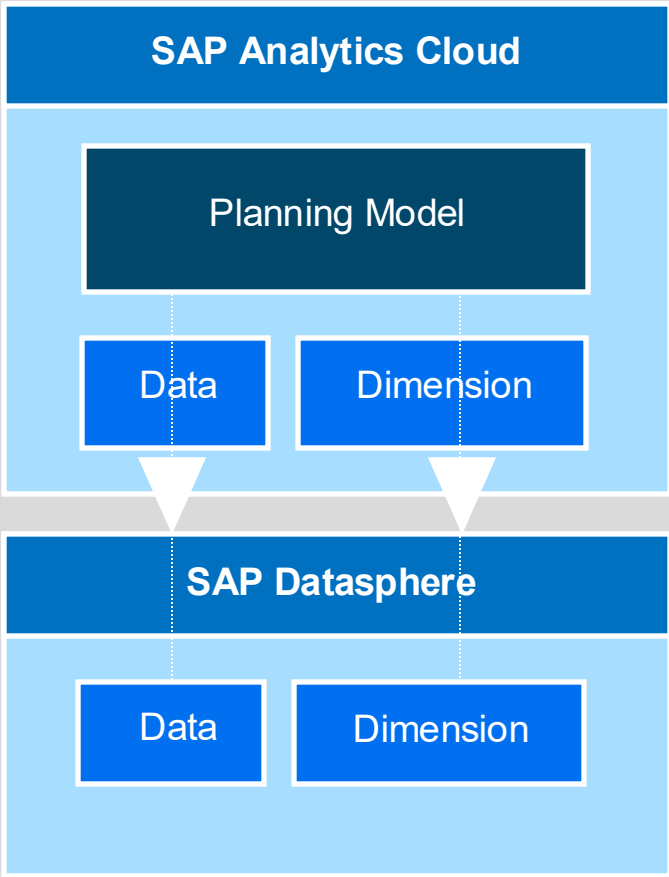 SAP Analytics Cloud
Planning Model
Data Dimension
SAP Datasphere
Data Dimension